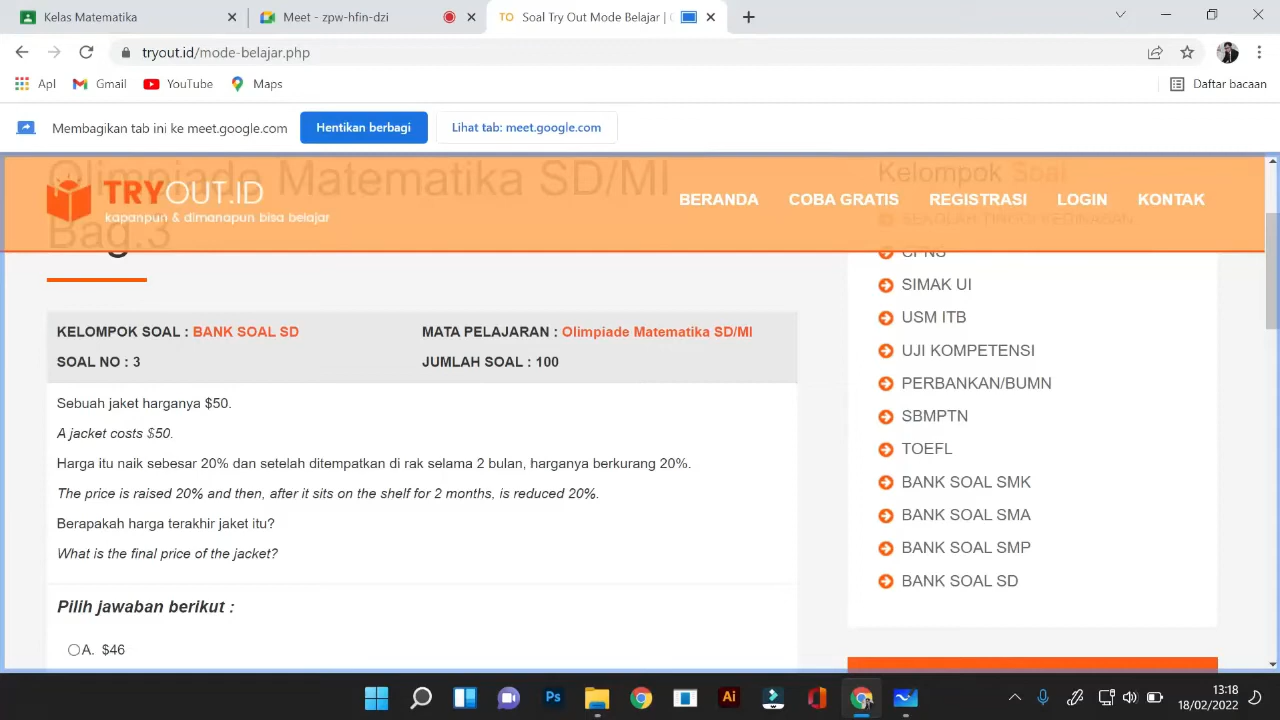 Kelas Matematika
Meet - zpw-hfin-dzi
TO Soal Try Out Mode Belajar | (
tryout.id/mode-belajar.php
Apl Gmail YouTube Maps
Daftar bacaan
Membagikan tab ini ke meet.google.com Hentikan berbagi Lihat tab: meet.google.com
Olimpiade Matematika SD/MI
Bag.3
TRYOUT.ID
kapanpun & dimanapun bisa belajar
BERANDA COBA GRATIS REGISTRASI LOGIN KONTAK
KELOMPOK SOAL : BANK SOAL SD
MATA PELAJARAN : Olimpiade Matematika SD/MI
SOAL NO : 3
JUMLAH SOAL : 100
Sebuah jaket harganya $50.
A jacket costs $50.
Harga itu naik sebesar 20% dan setelah ditempatkan di rak selama 2 bulan, harganya berkurang 20%.
The price is raised 20% and then, after it sits on the shelf for 2 months, is reduced 20%.
Berapakah harga terakhir jaket itu?
What is the final price of the jacket?
Pilih jawaban berikut :
A. $46
Kelompok Soal
SEKOLAH TINGGI KEDINASAN
CPNS
SIMAK UI
USM ITB
UJI KOMPETENSI
PERBANKAN/BUMN
SBMPTN
TOEFL
BANK SOAL SMK
BANK SOAL SMA
BANK SOAL SMP
BANK SOAL SD
Ps
Ai
13:18
18/02/2022